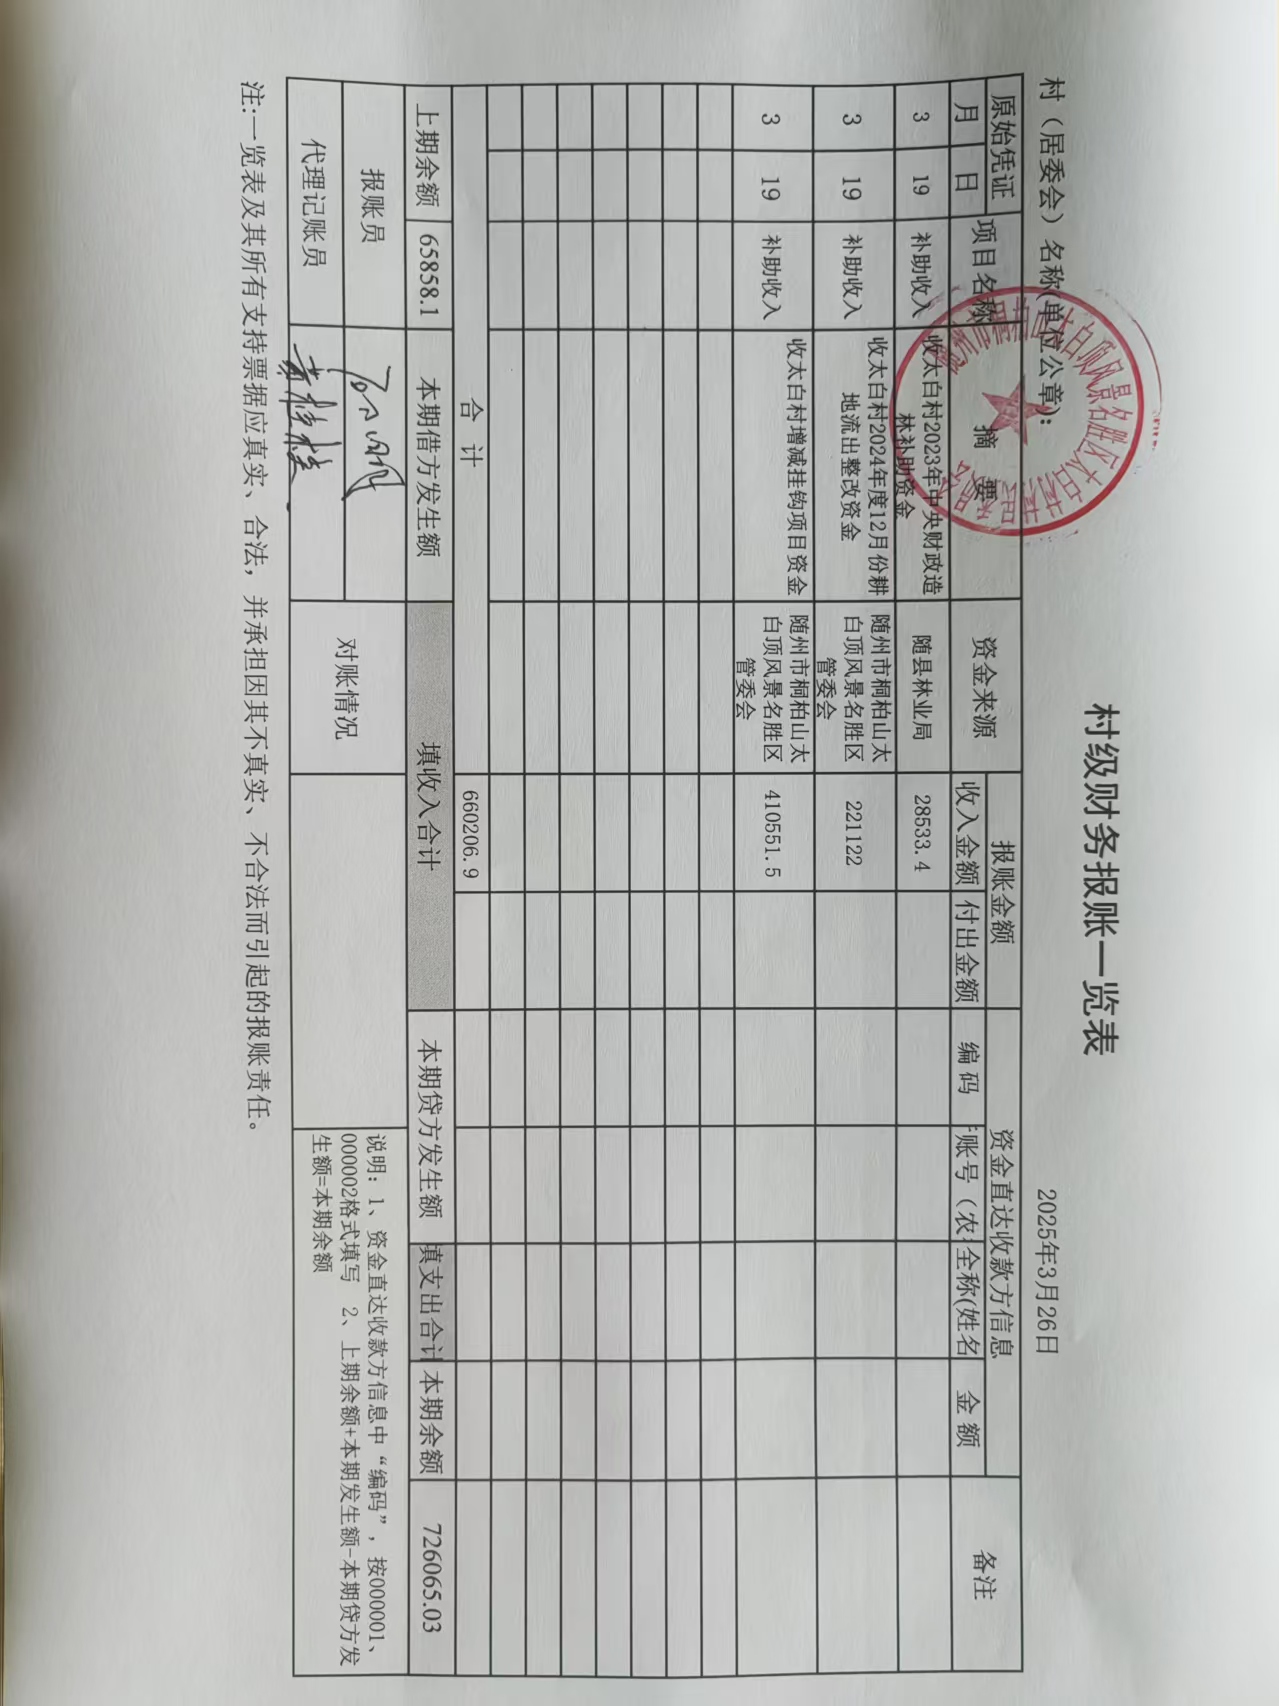 村级财务报账一览表
村（居委会）名称(单位公章)：
2025年3月26日
原始凭证 项目名称 摘 要 资金来源 报账金额 资金直达收款方信息 备注
月 日 收入金额 付出金额 编 码 账号（农 全称(姓名 金 额
3 19 补助收入 收太白村2023年中央财政造林补助资金 随县林业局 28533.4
3 19 补助收入 收太白村2024年度12月份耕地流出整改资金 随州市桐柏山太白顶风景名胜区管委会 221122
3 19 补助收入 收太白村增减挂钩项目资金 随州市桐柏山太白顶风景名胜区管委会 410551.5
合 计 660206.9
上期余额 65858.1 本期借方发生额 填收入合计 本期贷方发生额 填支出合计 本期余额 726065.03
报账员
代理记账员
对账情况
说明：1、资金直达收款方信息中“编码”，按000001、
000002格式填写 2、上期余额+本期发生额-本期贷方发
生额=本期余额
注:一览表及其所有支持票据应真实、合法，并承担因其不真实、不合法而引起的报账责任。